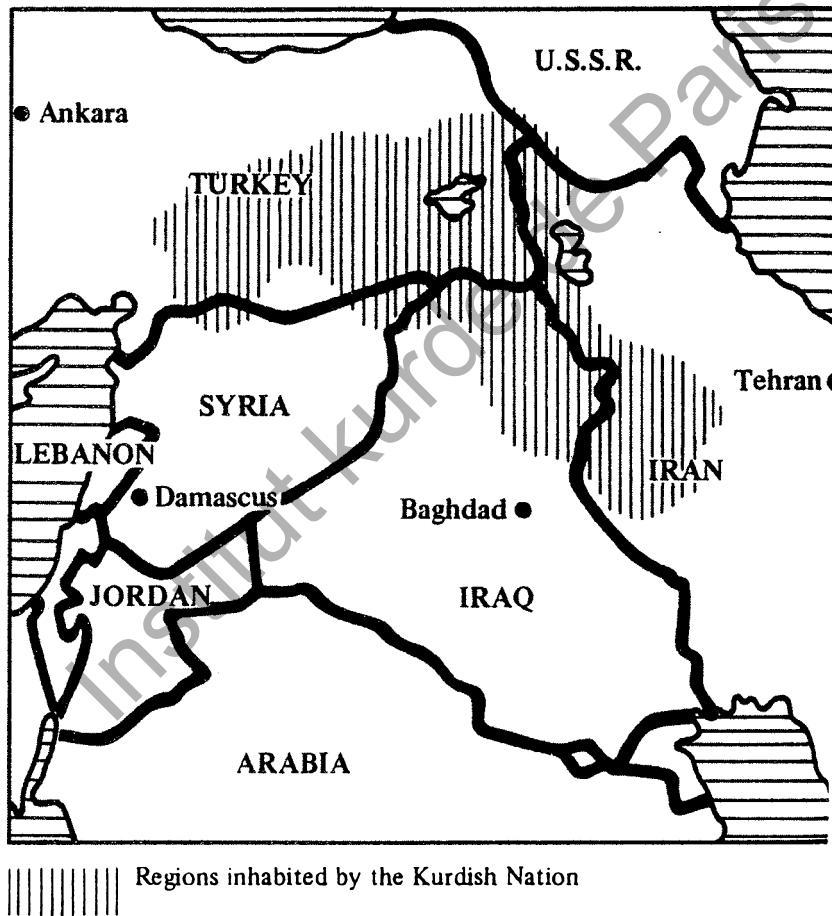 U.S.S.R.
Ankara
TURKEY
Tehran
SYRIA
LEBANON
IRAN
Damascus
Baghdad
JORDAN
IRAQ
ARABIA
Regions inhabited by the Kurdish Nation
Institut kurde de Paris